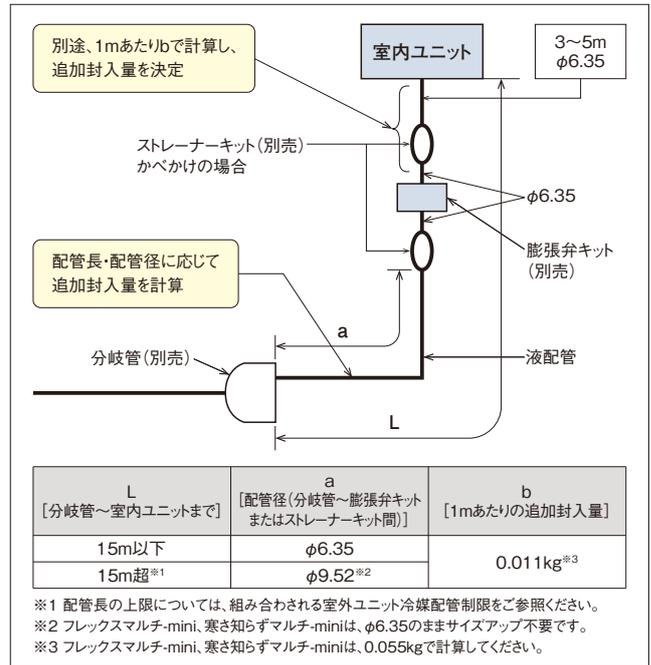 別途、1mあたりbで計算し、
追加封入量を決定
室内ユニット
3〜5m
φ6.35
ストレーナーキット(別売)
かべかけの場合
φ6.35
膨張弁キット
(別売)
配管長・配管径に応じて
追加封入量を計算
a
分岐管(別売)
液配管
L
L
[分岐管〜室内ユニットまで]
a
[配管径(分岐管〜膨張弁キット
またはストレーナーキット間)]
b
[1mあたりの追加封入量]
15m以下
φ6.35
0.011kg※3
15m超※1
φ9.52※2
※1 配管長の上限については、組み合わされる室外ユニット冷媒配管制限をご参照ください。
※2 フレックスマルチ-mini、寒さ知らずマルチ-miniは、φ6.35のままサイズアップ不要です。
※3 フレックスマルチ-mini、寒さ知らずマルチ-miniは、0.055kgで計算してください。